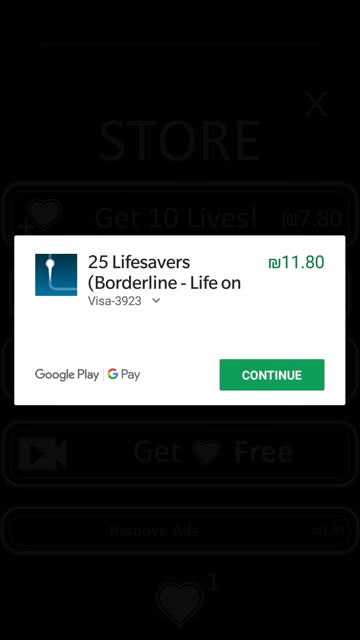 X
STORE
Get 10 Lives! ₪7.80
25 Lifesavers ₪11.80
(Borderline - Life on
Visa-3923
Google Play | G Pay CONTINUE
Get Free
Remove Ads ₪3.90
1